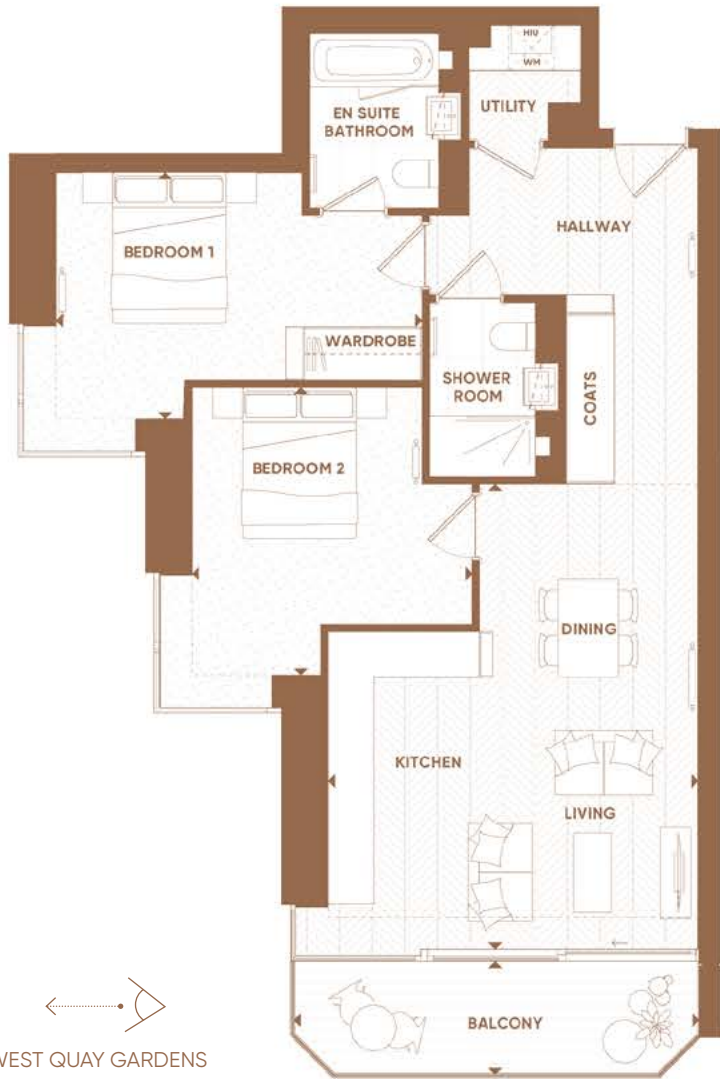 HIU
WM
UTILITY
EN SUITE
BATHROOM
HALLWAY
BEDROOM 1
WARDROBE
SHOWER
ROOM
COATS
BEDROOM 2
DINING
KITCHEN
LIVING
BALCONY
WEST QUAY GARDENS